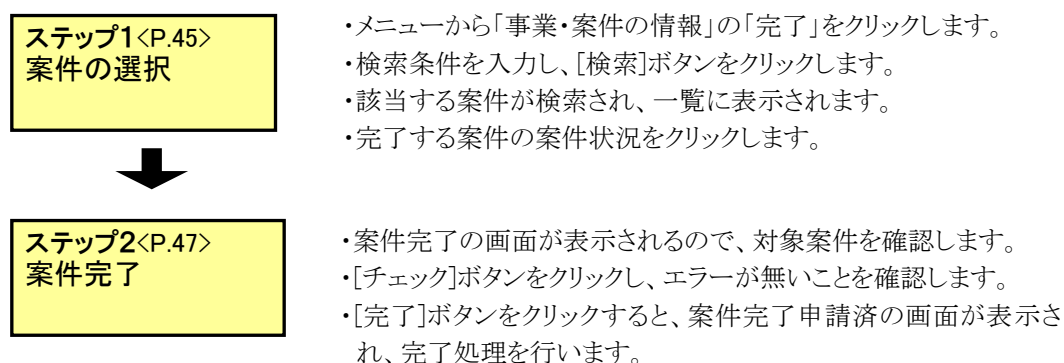 ステップ1<P.45>
案件の選択
・メニューから「事業・案件の情報」の「完了」をクリックします。
・検索条件を入力し、[検索]ボタンをクリックします。
・該当する案件が検索され、一覧に表示されます。
・完了する案件の案件状況をクリックします。
ステップ2<P.47>
案件完了
・案件完了の画面が表示されるので、対象案件を確認します。
・[チェック]ボタンをクリックし、エラーが無いことを確認します。
・[完了]ボタンをクリックすると、案件完了申請済の画面が表示さ
れ、完了処理を行います。